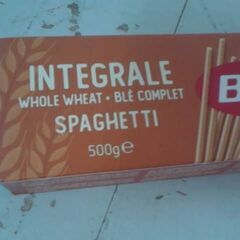 INTEGRALE
WHOLE WHEAT • BLÉ COMPLET
SPAGHETTI
500g℮
B